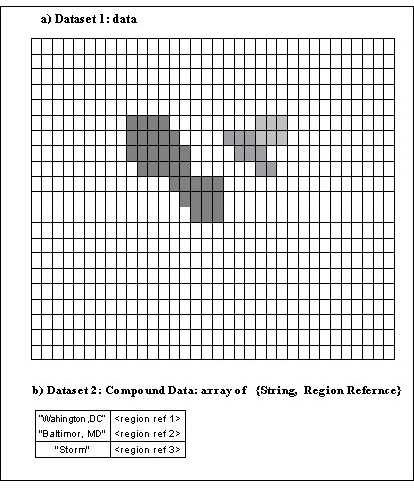 a) Dataset 1: data
b) Dataset 2: Compound Data: array of {String, Region Refernce}
"Wahington,DC" <region ref 1>
"Baltimor, MD" <region ref 2>
"Storm" <region ref 3>